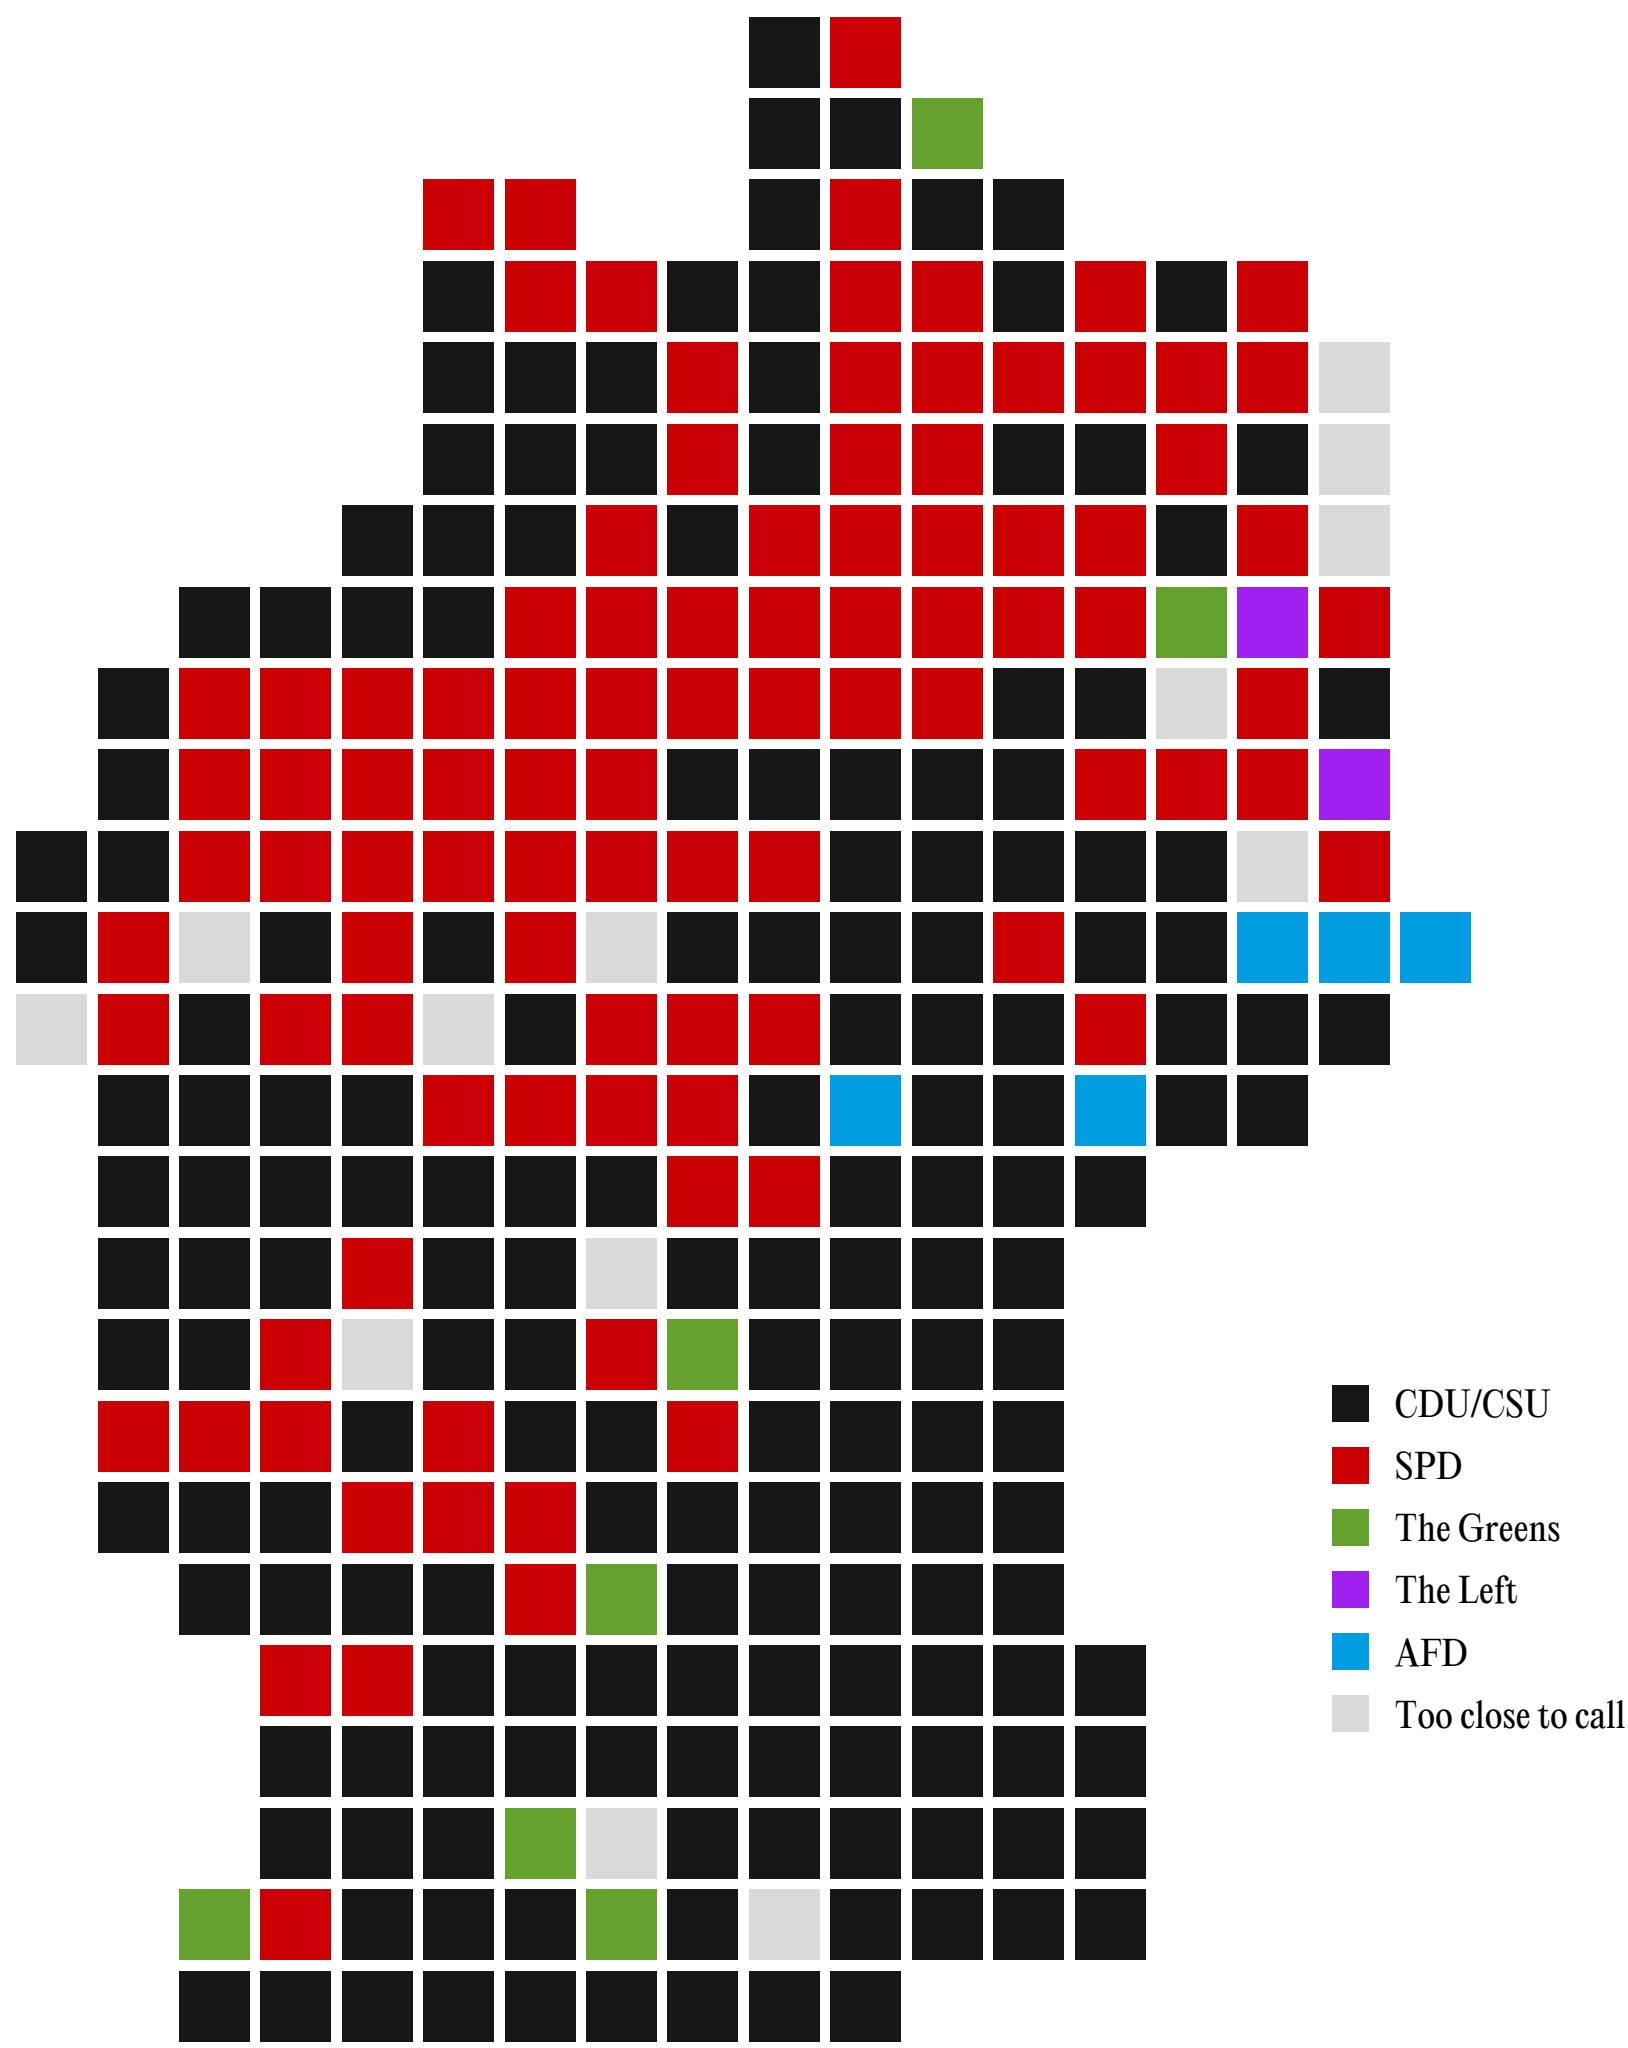 CDU/CSU
SPD
The Greens
The Left
AFD
Too close to call